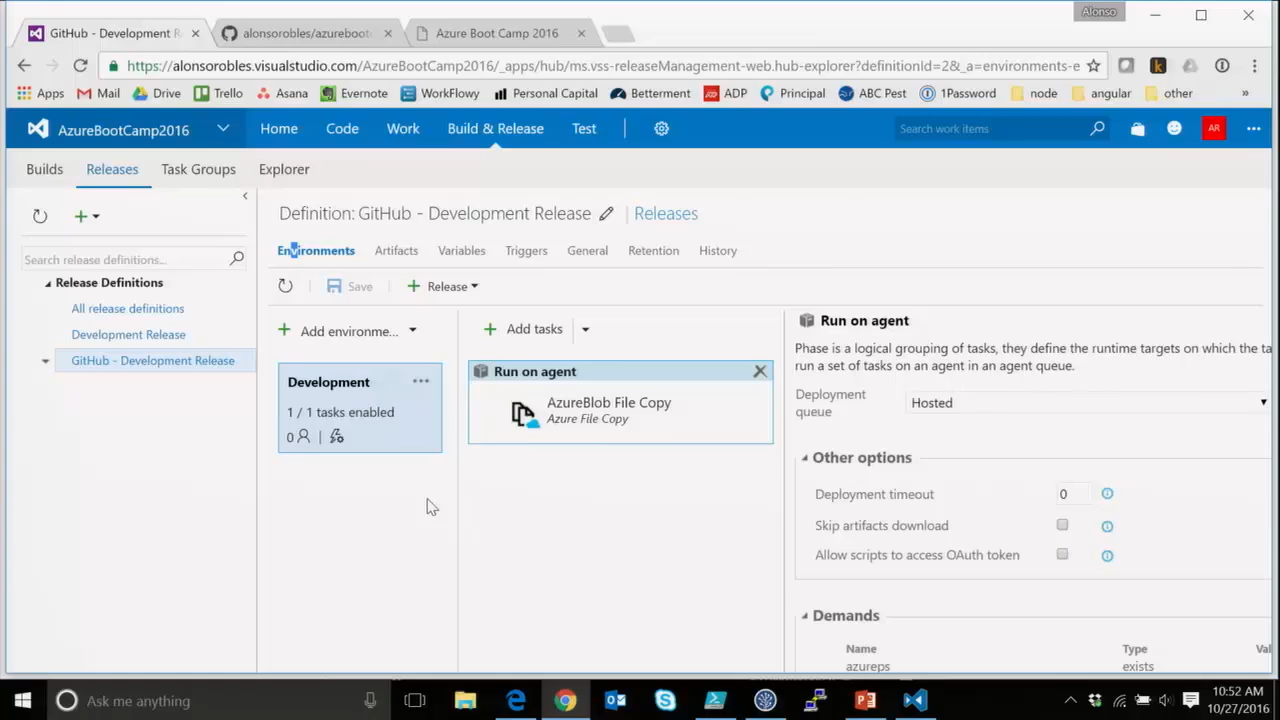 Alonso
GitHub - Development R
alonsorobles/azureboot
Azure Boot Camp 2016
https://alonsorobles.visualstudio.com/AzureBootCamp2016/_apps/hub/ms.vss-releaseManagement-web.hub-explorer?definitionId=2&_a=environments-e
Apps Mail Drive Trello Asana Evernote WorkFlowy Personal Capital Betterment ADP Principal ABC Pest 1Password node angular other »
AzureBootCamp2016 Home Code Work Build & Release Test Search work items AR
Builds Releases Task Groups Explorer
Definition: GitHub - Development Release | Releases
Search release definitions...
Environments Artifacts Variables Triggers General Retention History
Release Definitions
Save + Release
All release definitions
Development Release
GitHub - Development Release
+ Add environme...
+ Add tasks
Run on agent
Phase is a logical grouping of tasks, they define the runtime targets on which the ta
run a set of tasks on an agent in an agent queue.
Development
1 / 1 tasks enabled
0
Run on agent
AzureBlob File Copy
Azure File Copy
Deployment
queue
Hosted
Other options
Deployment timeout 0
Skip artifacts download
Allow scripts to access OAuth token
Demands
Name Type Val
azureps exists
Ask me anything
10:52 AM
10/27/2016